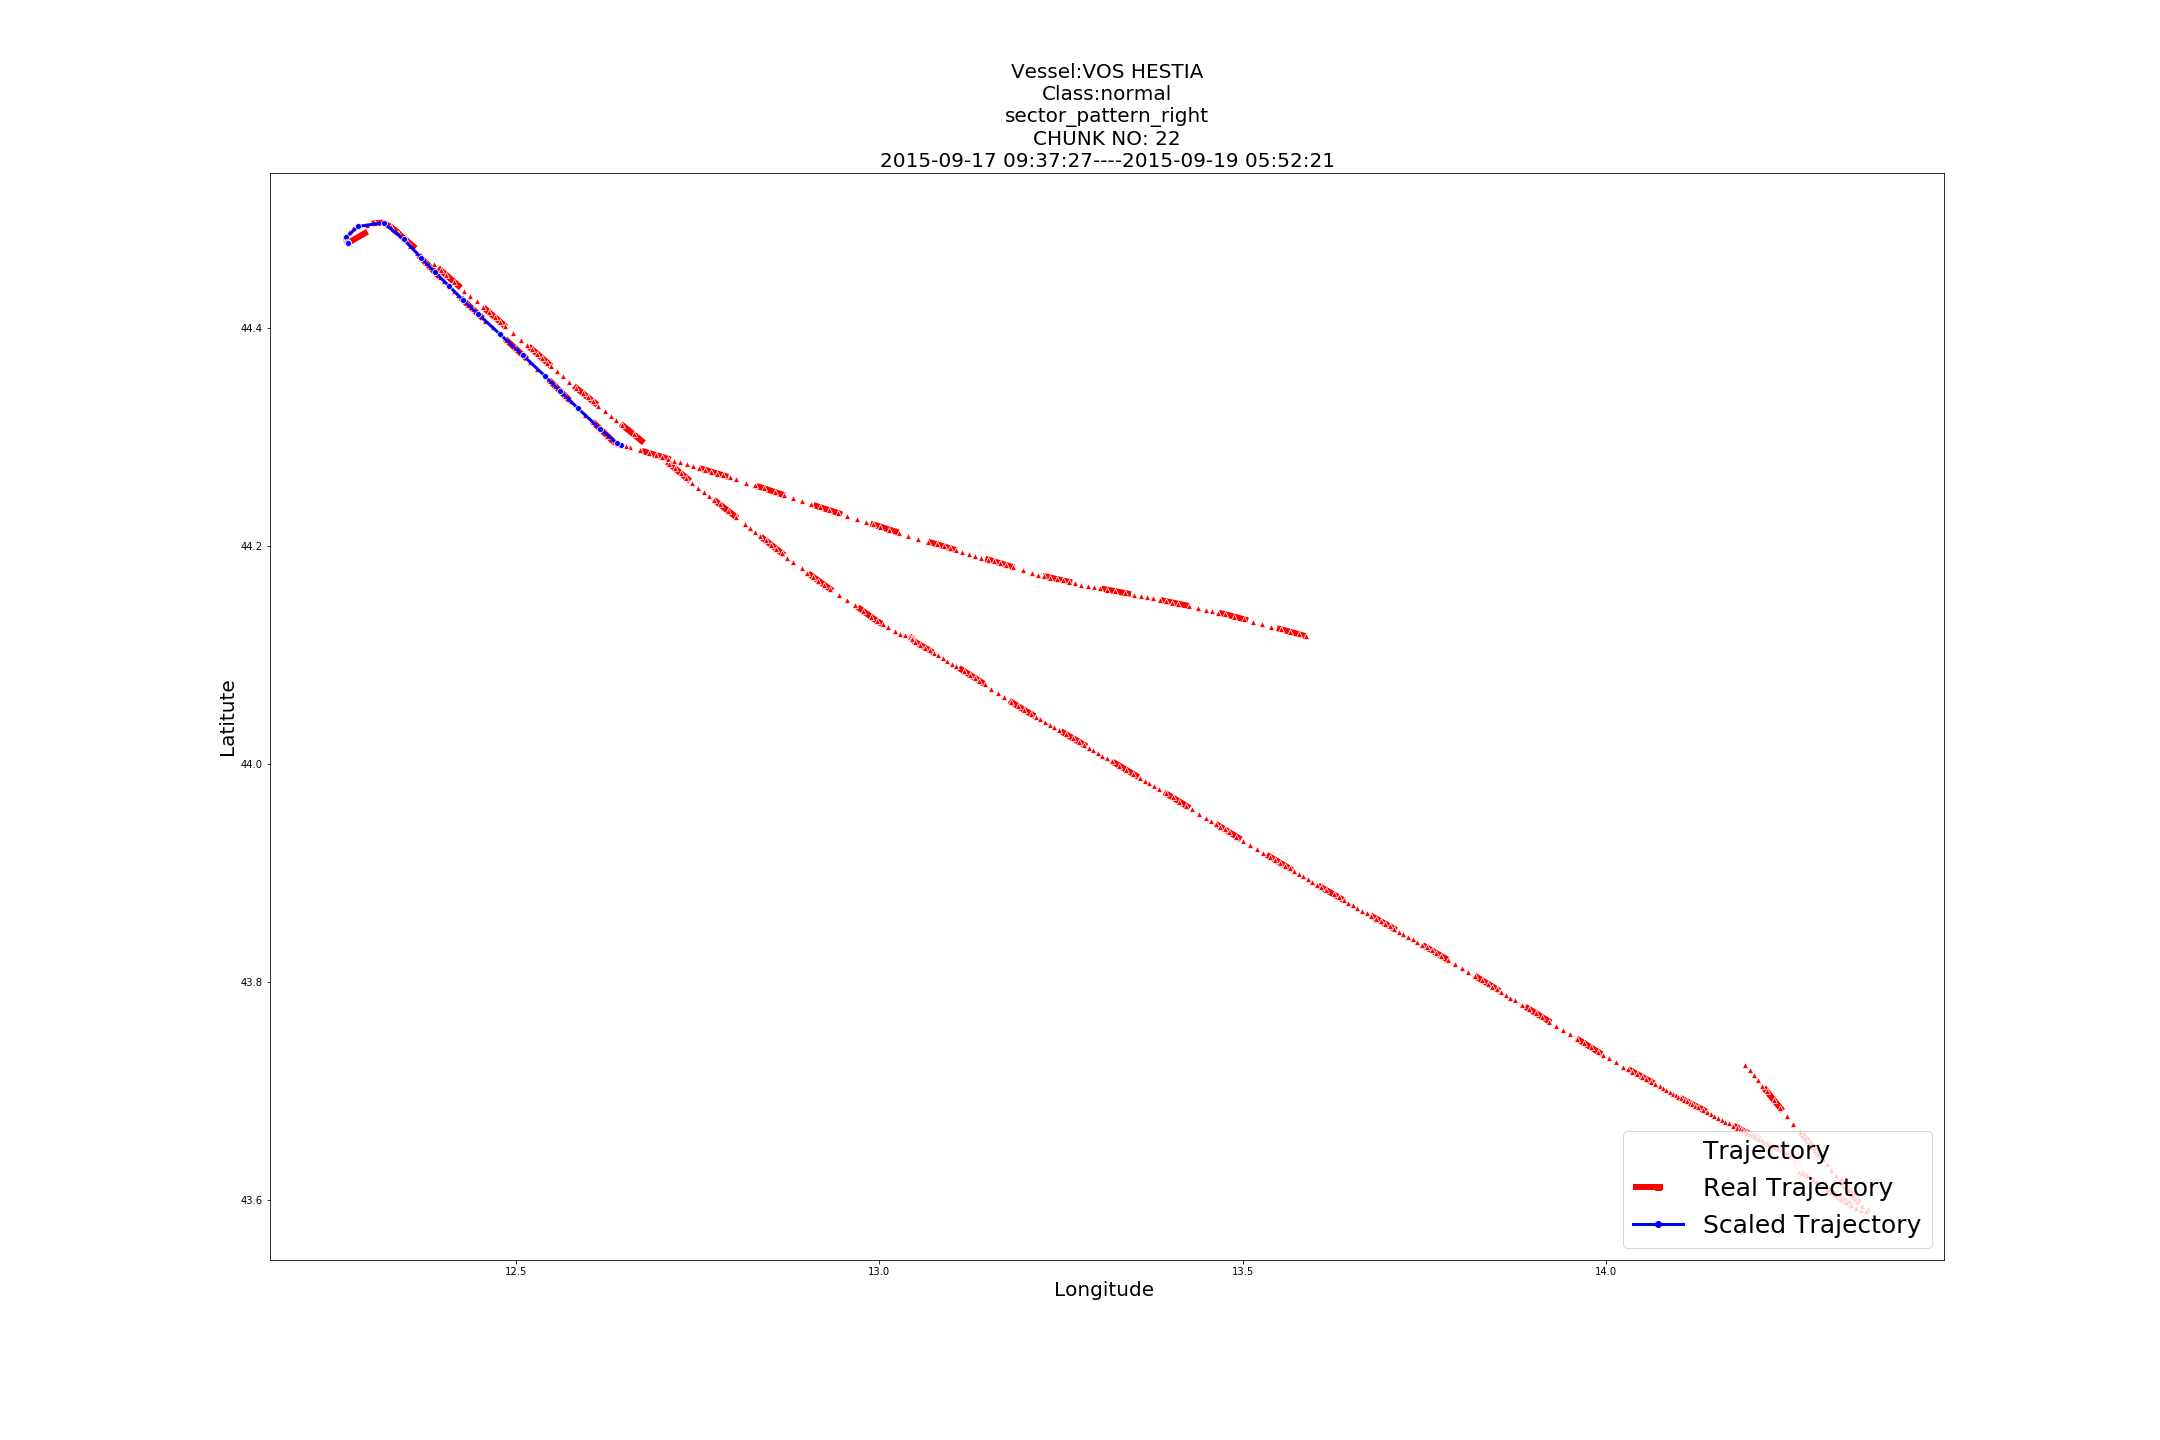 Vessel:VOS HESTIA
Class:normal
sector_pattern_right
CHUNK NO: 22
2015-09-17 09:37:27----2015-09-19 05:52:21
44.4
44.2
44.0
43.8
43.6
Latitute
12.5
13.0
13.5
14.0
Longitude
Trajectory
Real Trajectory
Scaled Trajectory